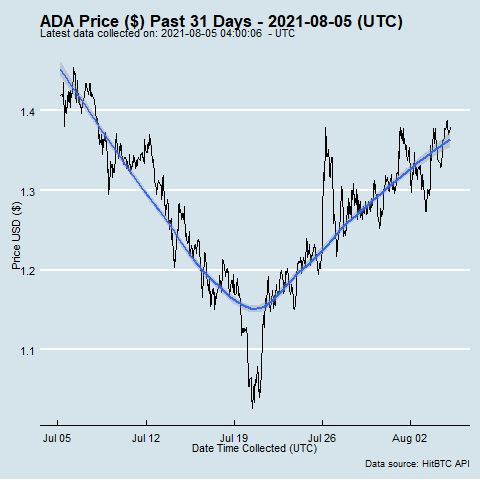 ADA Price ($) Past 31 Days - 2021-08-05 (UTC)
Latest data collected on: 2021-08-05 04:00:06  - UTC
Price USD ($)
1.4
1.3
1.2
1.1
Jul 05 Jul 12 Jul 19 Jul 26 Aug 02
Date Time Collected (UTC)
Data source: HitBTC API